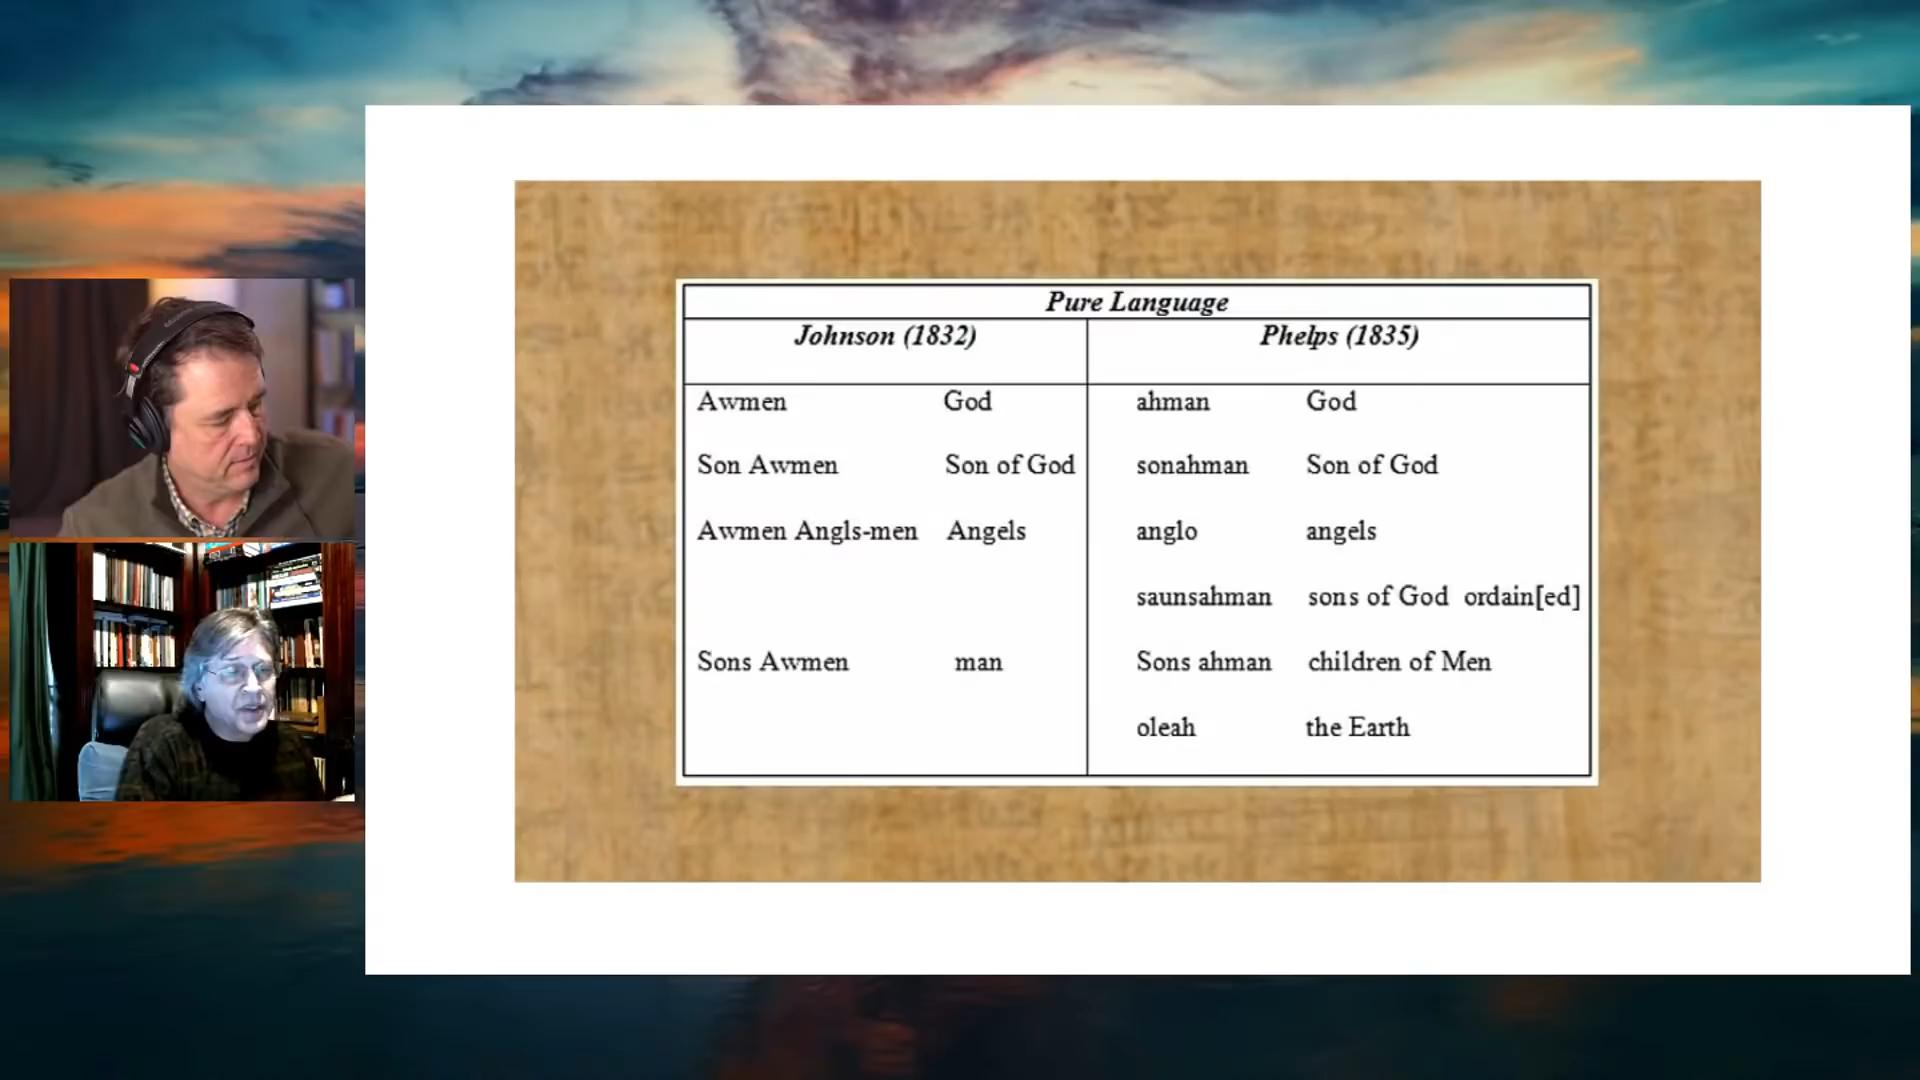 Pure Language
Johnson (1832) Phelps (1835)
Awmen God ahman God
Son Awmen Son of God sonahman Son of God
Awmen Angls-men Angels anglo angels
saunsahman sons of God ordain[ed]
Sons Awmen man Sons ahman children of Men
oleah the Earth